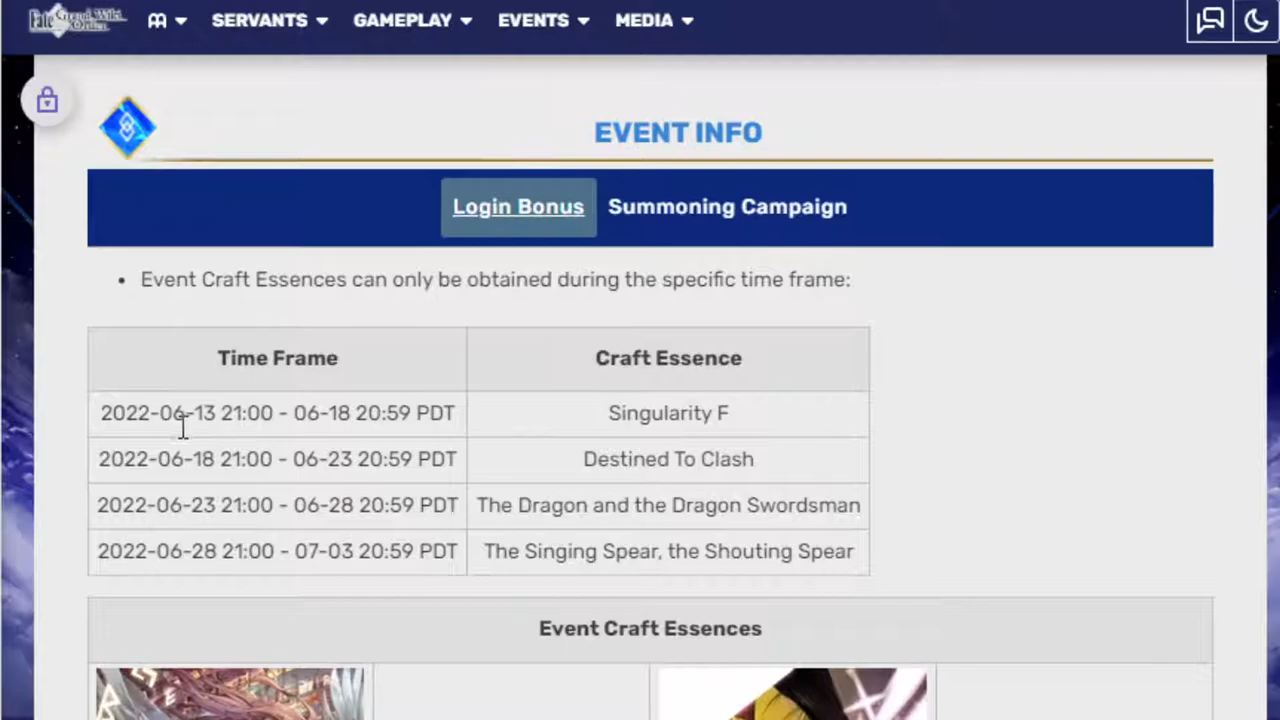 Fate Grand Wiki
Order
SERVANTS GAMEPLAY EVENTS MEDIA
EVENT INFO
Login Bonus Summoning Campaign
• Event Craft Essences can only be obtained during the specific time frame:
Time Frame Craft Essence
2022-06-13 21:00 - 06-18 20:59 PDT Singularity F
2022-06-18 21:00 - 06-23 20:59 PDT Destined To Clash
2022-06-23 21:00 - 06-28 20:59 PDT The Dragon and the Dragon Swordsman
2022-06-28 21:00 - 07-03 20:59 PDT The Singing Spear, the Shouting Spear
Event Craft Essences